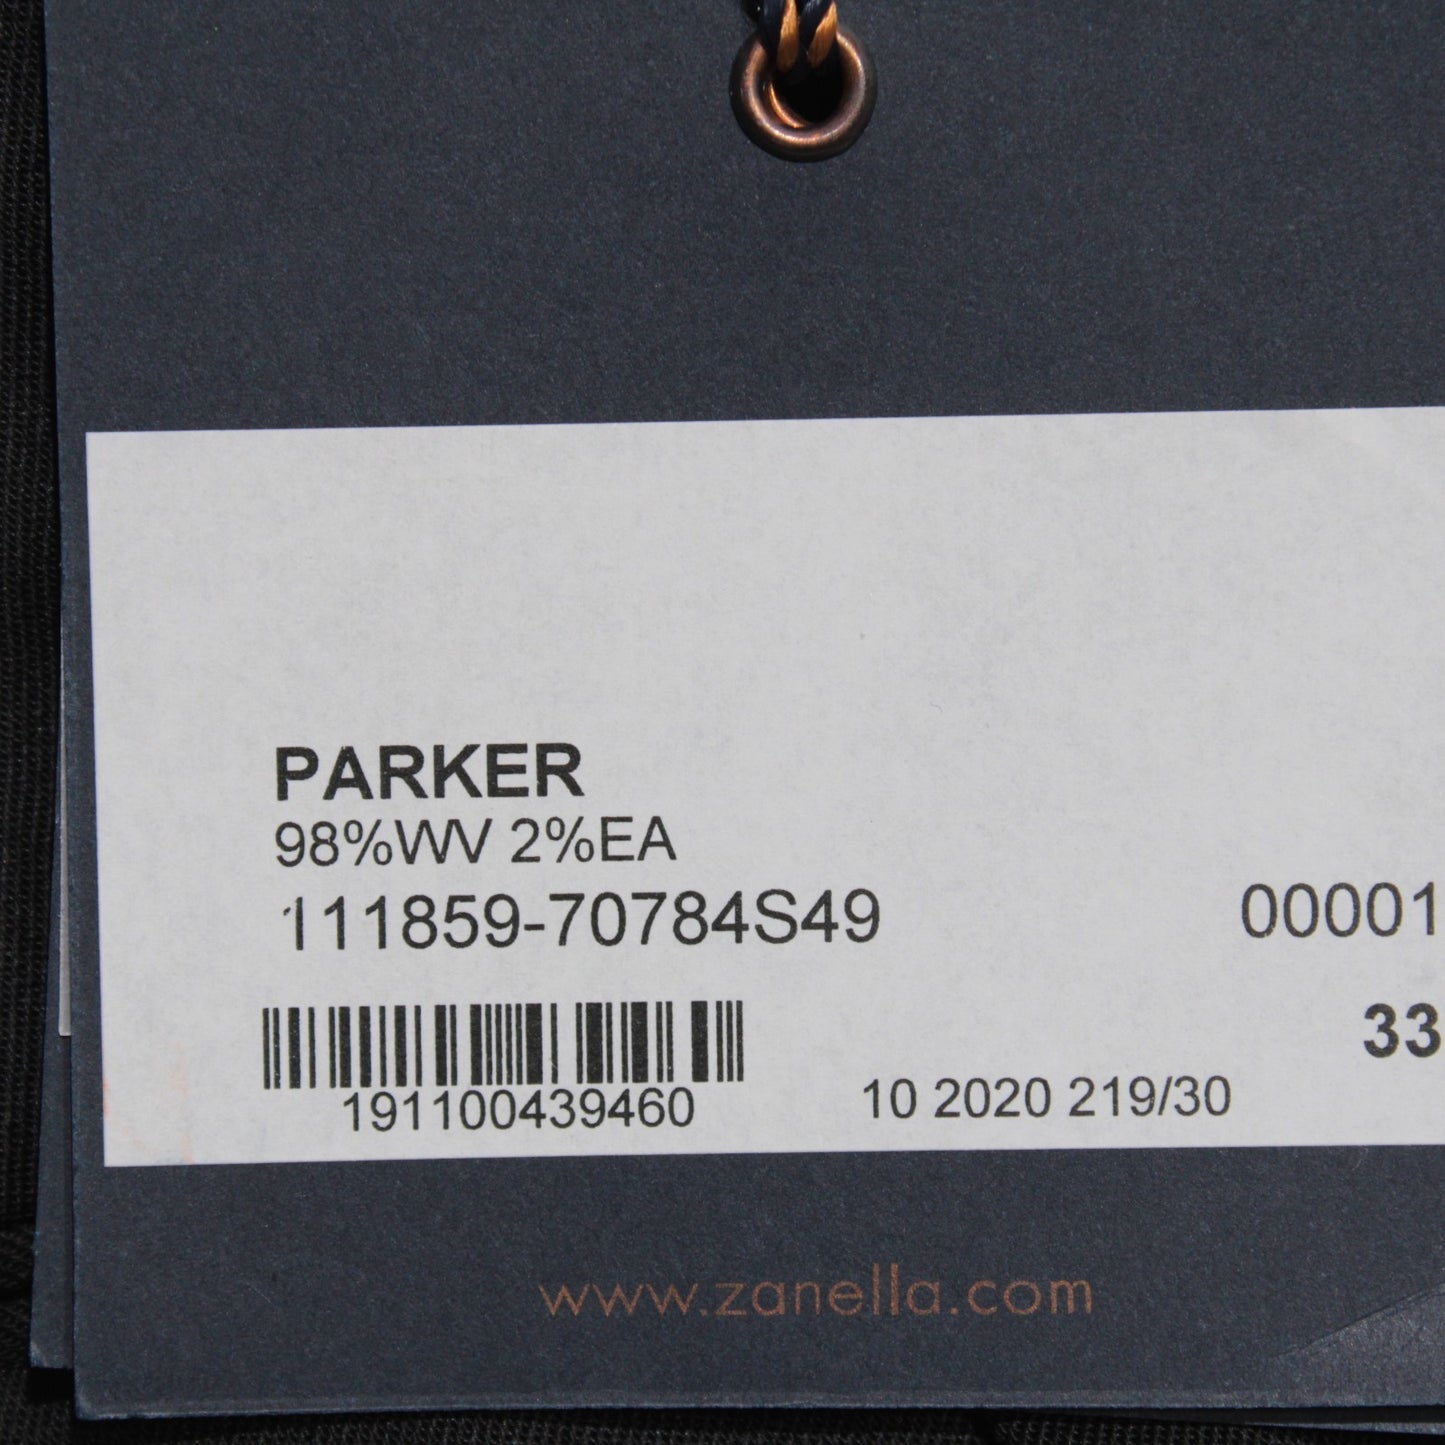 PARKER
98%WV 2%EA
111859-70784S49 00001
33
191100439460 10 2020 219/30
www.zanella.com